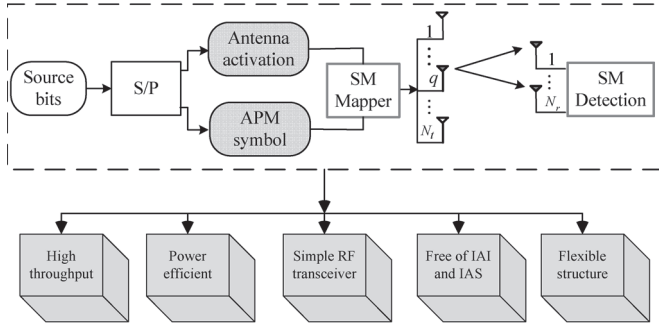 Source
bits
S/P
Antenna
activation
APM
symbol
SM
Mapper
1
⋮
q
⋮
N_t
1
⋮
N_r
SM
Detection
High
throughput
Power
efficient
Simple RF
transceiver
Free of IAI
and IAS
Flexible
structure